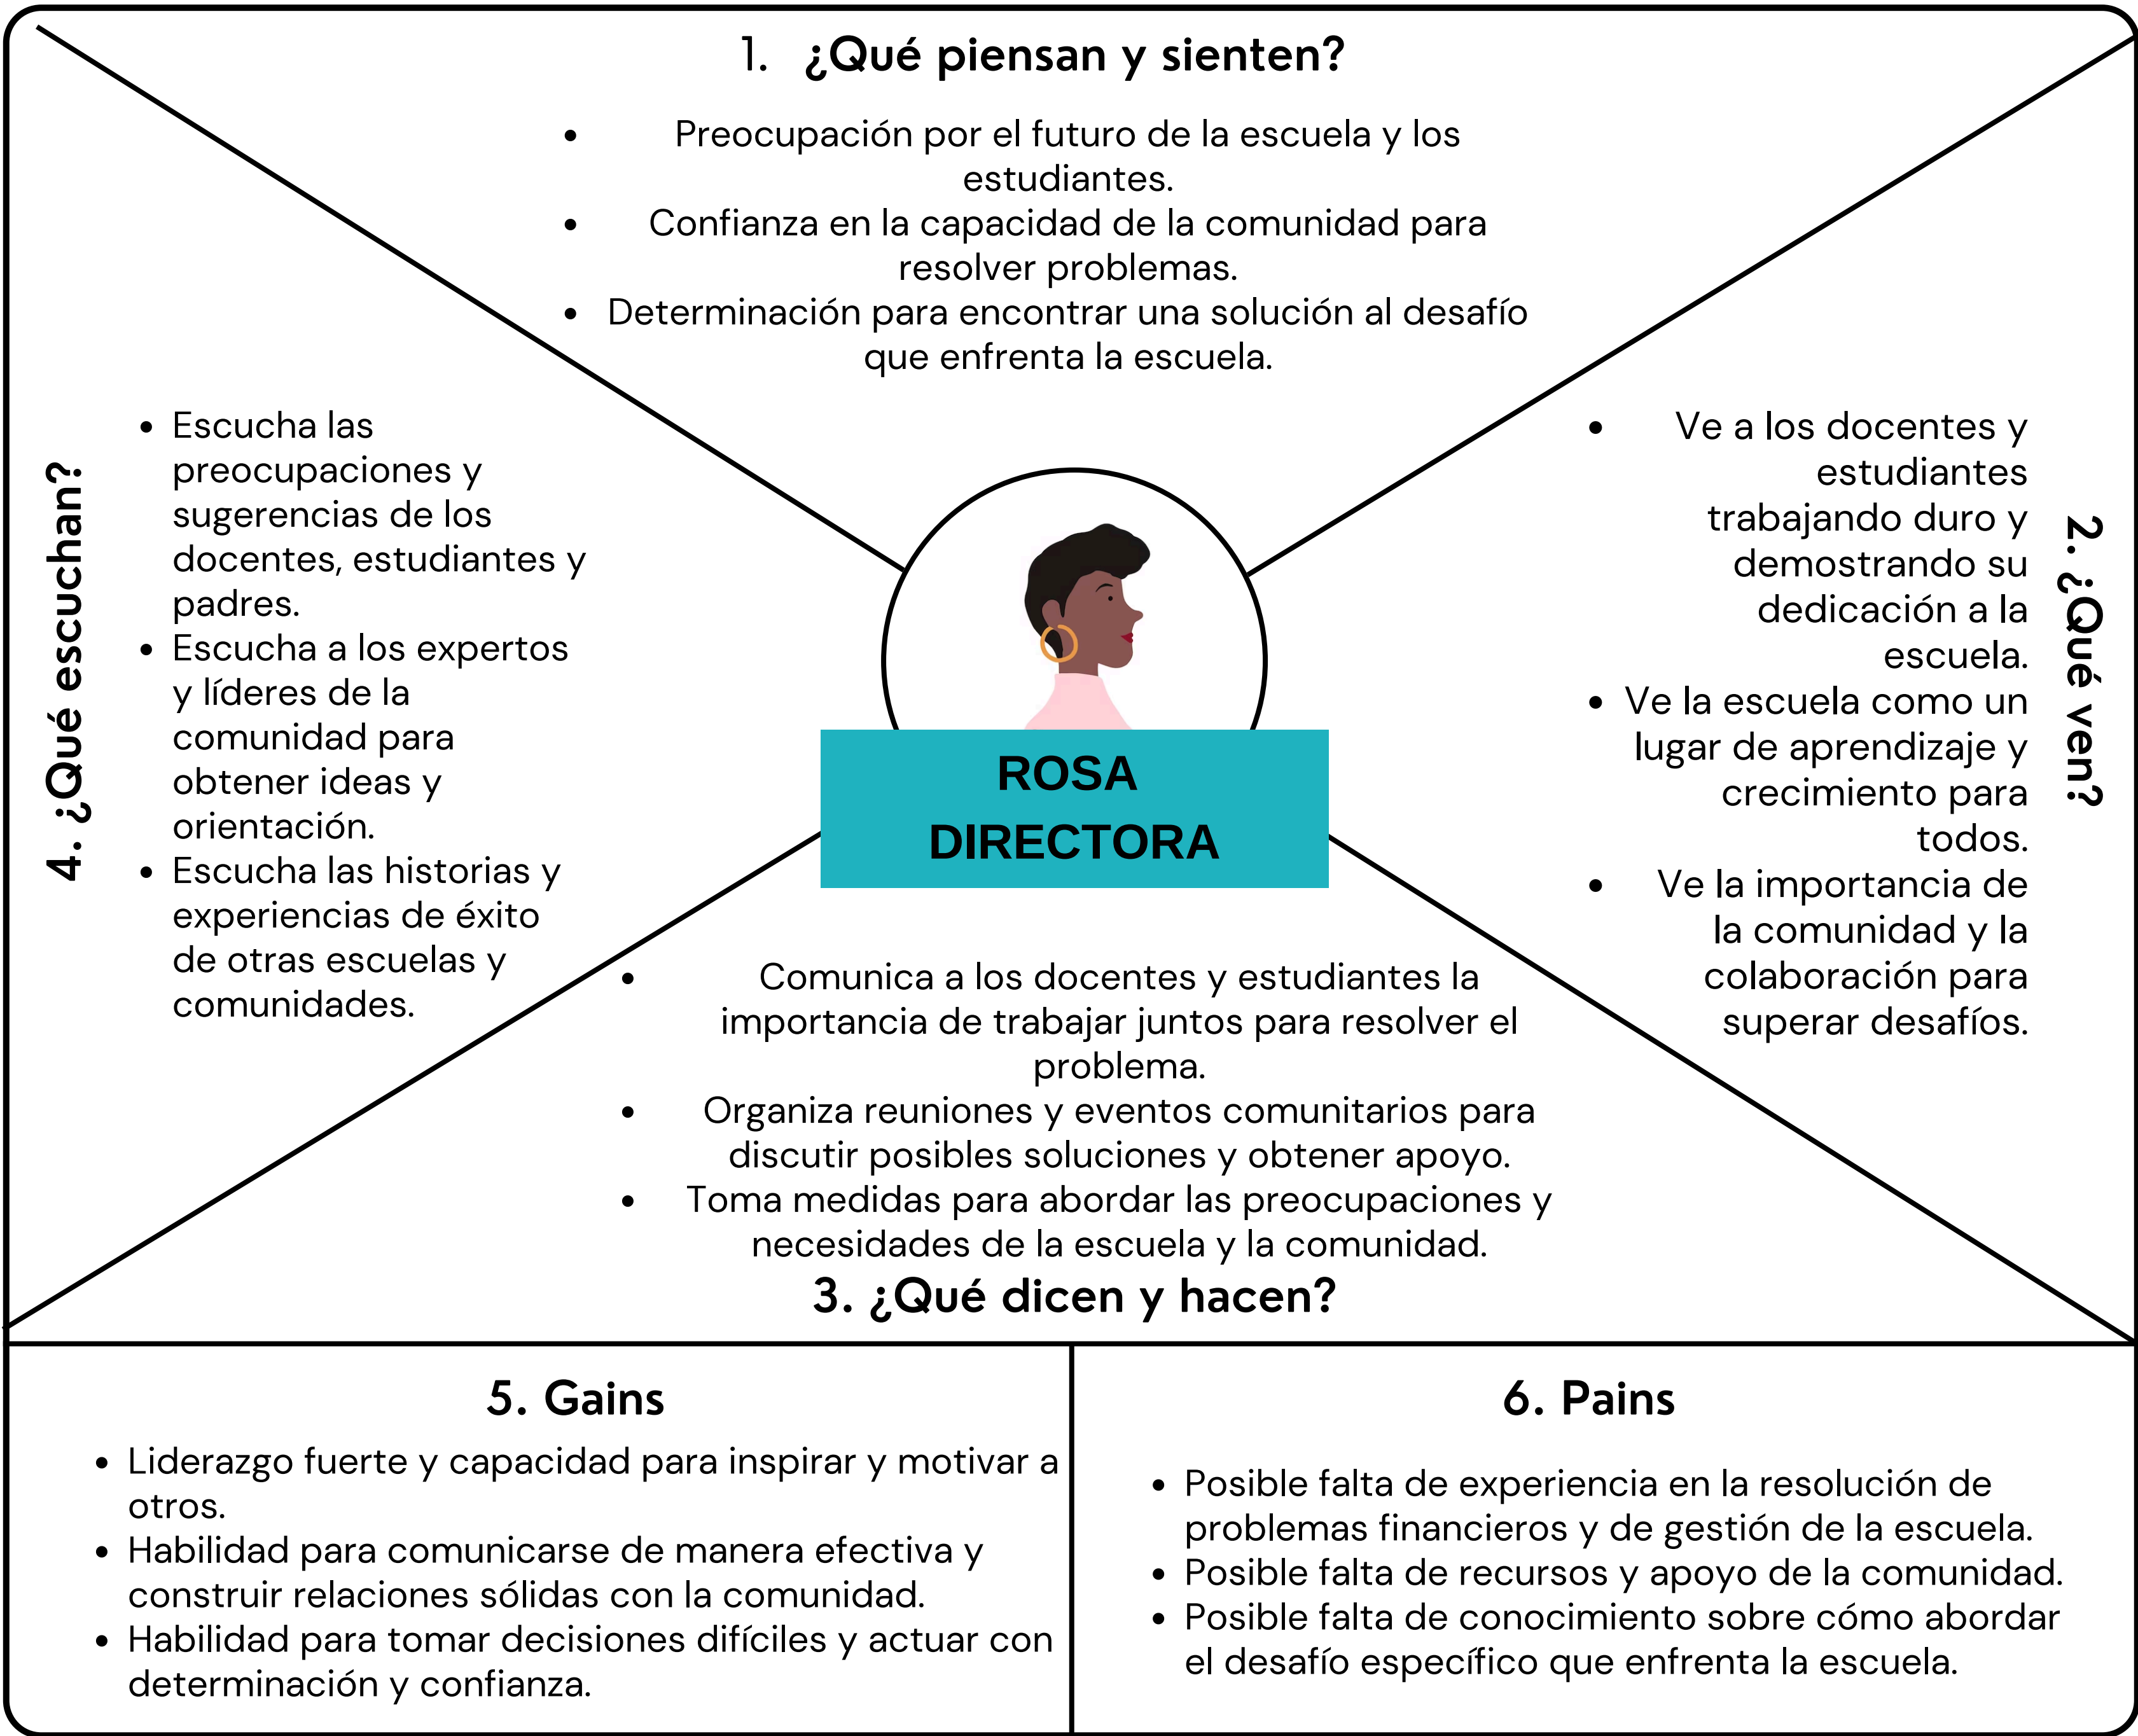 1. ¿Qué piensan y sienten?
• Preocupación por el futuro de la escuela y los
estudiantes.
• Confianza en la capacidad de la comunidad para
resolver problemas.
• Determinación para encontrar una solución al desafío
que enfrenta la escuela.
2. ¿Qué ven?
• Ve a los docentes y
estudiantes
trabajando duro y
demostrando su
dedicación a la
escuela.
• Ve la escuela como un
lugar de aprendizaje y
crecimiento para
todos.
• Ve la importancia de
la comunidad y la
colaboración para
superar desafíos.
4. ¿Qué escuchan?
• Escucha las
preocupaciones y
sugerencias de los
docentes, estudiantes y
padres.
• Escucha a los expertos
y líderes de la
comunidad para
obtener ideas y
orientación.
• Escucha las historias y
experiencias de éxito
de otras escuelas y
comunidades.
ROSA
DIRECTORA
• Comunica a los docentes y estudiantes la
importancia de trabajar juntos para resolver el
problema.
• Organiza reuniones y eventos comunitarios para
discutir posibles soluciones y obtener apoyo.
• Toma medidas para abordar las preocupaciones y
necesidades de la escuela y la comunidad.
3. ¿Qué dicen y hacen?
5. Gains
• Liderazgo fuerte y capacidad para inspirar y motivar a
otros.
• Habilidad para comunicarse de manera efectiva y
construir relaciones sólidas con la comunidad.
• Habilidad para tomar decisiones difíciles y actuar con
determinación y confianza.
6. Pains
• Posible falta de experiencia en la resolución de
problemas financieros y de gestión de la escuela.
• Posible falta de recursos y apoyo de la comunidad.
• Posible falta de conocimiento sobre cómo abordar
el desafío específico que enfrenta la escuela.